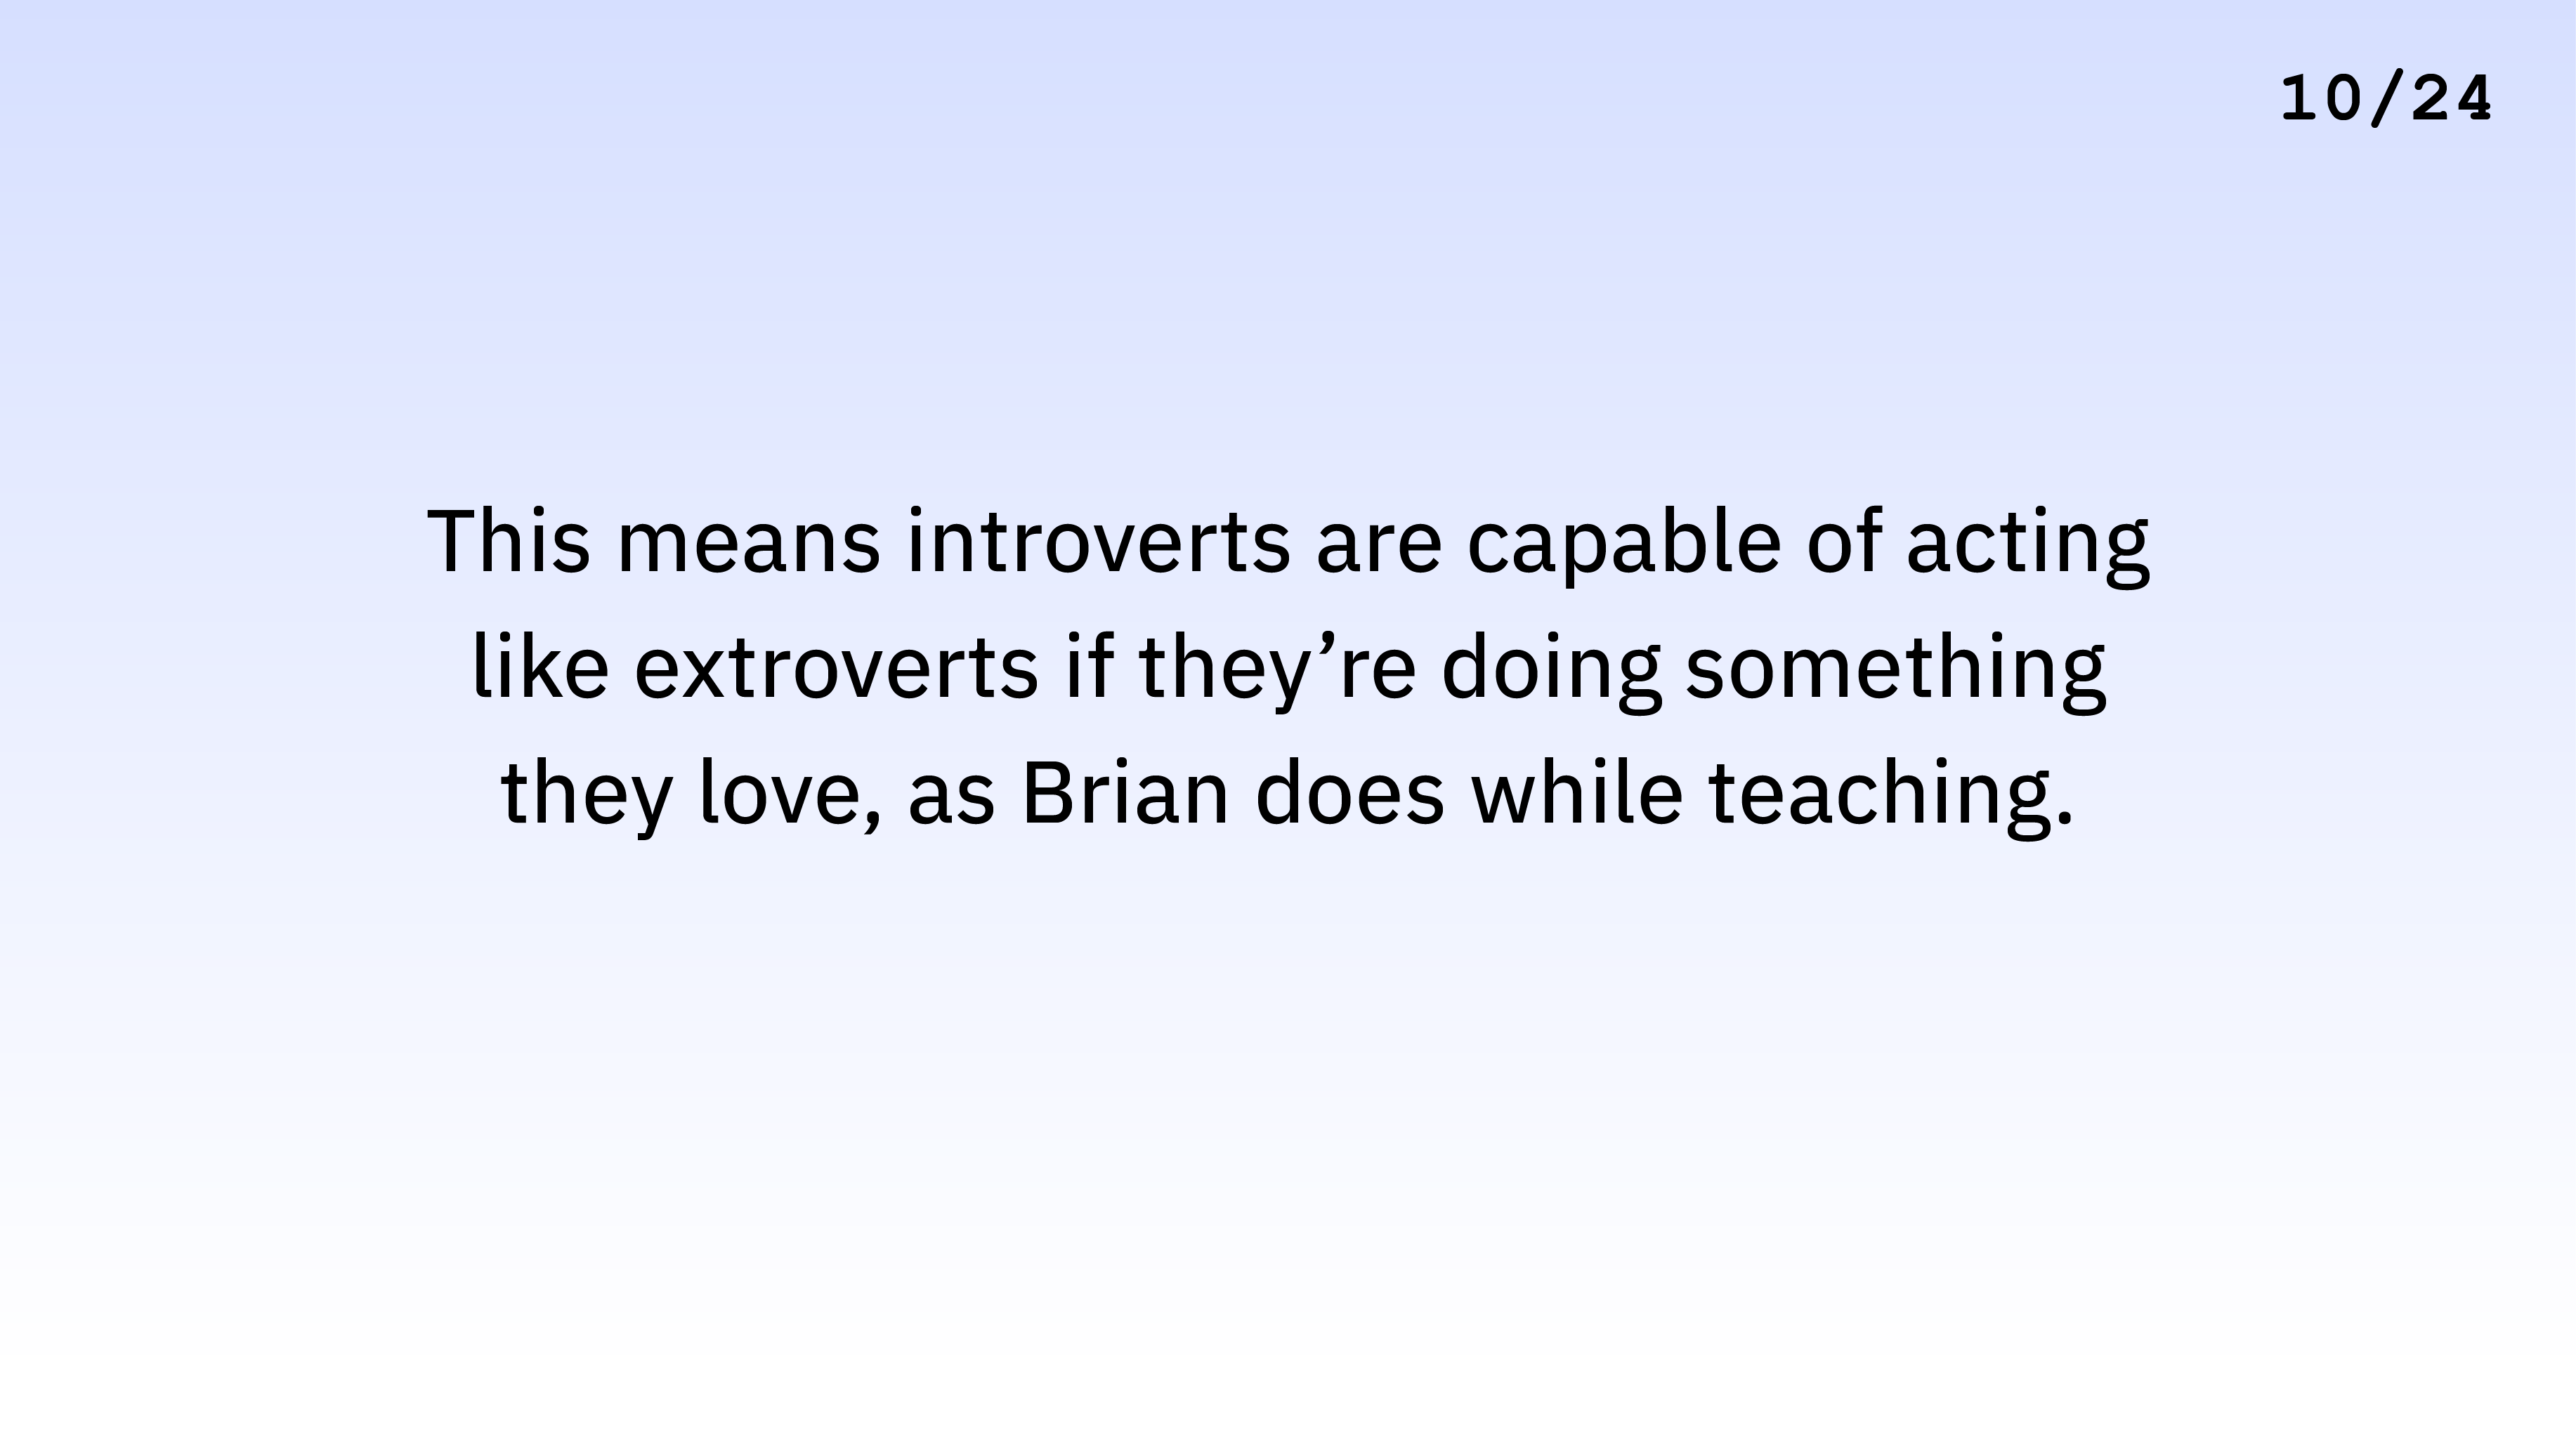 10/24
This means introverts are capable of acting
like extroverts if they’re doing something
they love, as Brian does while teaching.